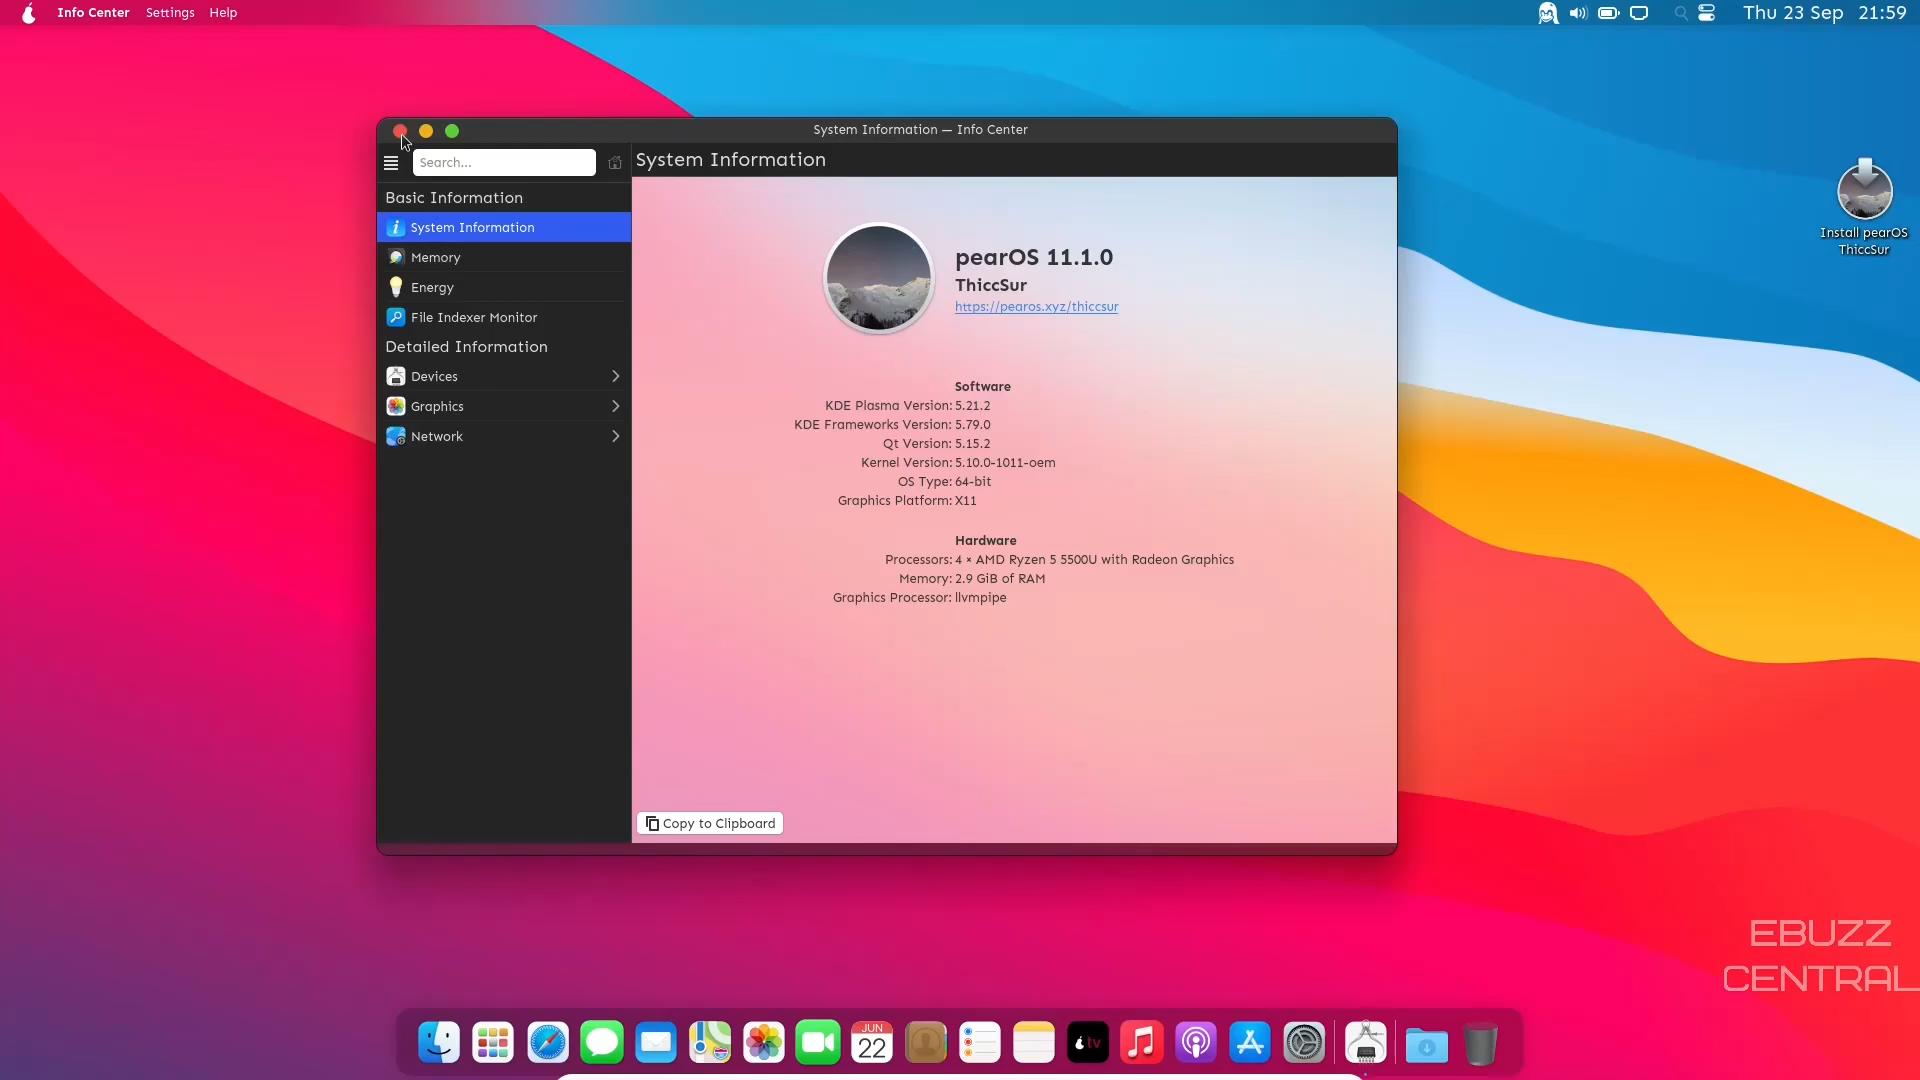 Info Center Settings Help
Thu 23 Sep 21:59
System Information — Info Center
Search...
System Information
Basic Information
System Information
Memory
Energy
File Indexer Monitor
Detailed Information
Devices
Graphics
Network
pearOS 11.1.0
ThiccSur
https://pearos.xyz/thiccsur
Software
KDE Plasma Version: 5.21.2
KDE Frameworks Version: 5.79.0
Qt Version: 5.15.2
Kernel Version: 5.10.0-1011-oem
OS Type: 64-bit
Graphics Platform: X11
Hardware
Processors: 4 × AMD Ryzen 5 5500U with Radeon Graphics
Memory: 2.9 GiB of RAM
Graphics Processor: llvmpipe
Copy to Clipboard
Install pearOS
ThiccSur
EBUZZ
CENTRAL
JUN
22
tv